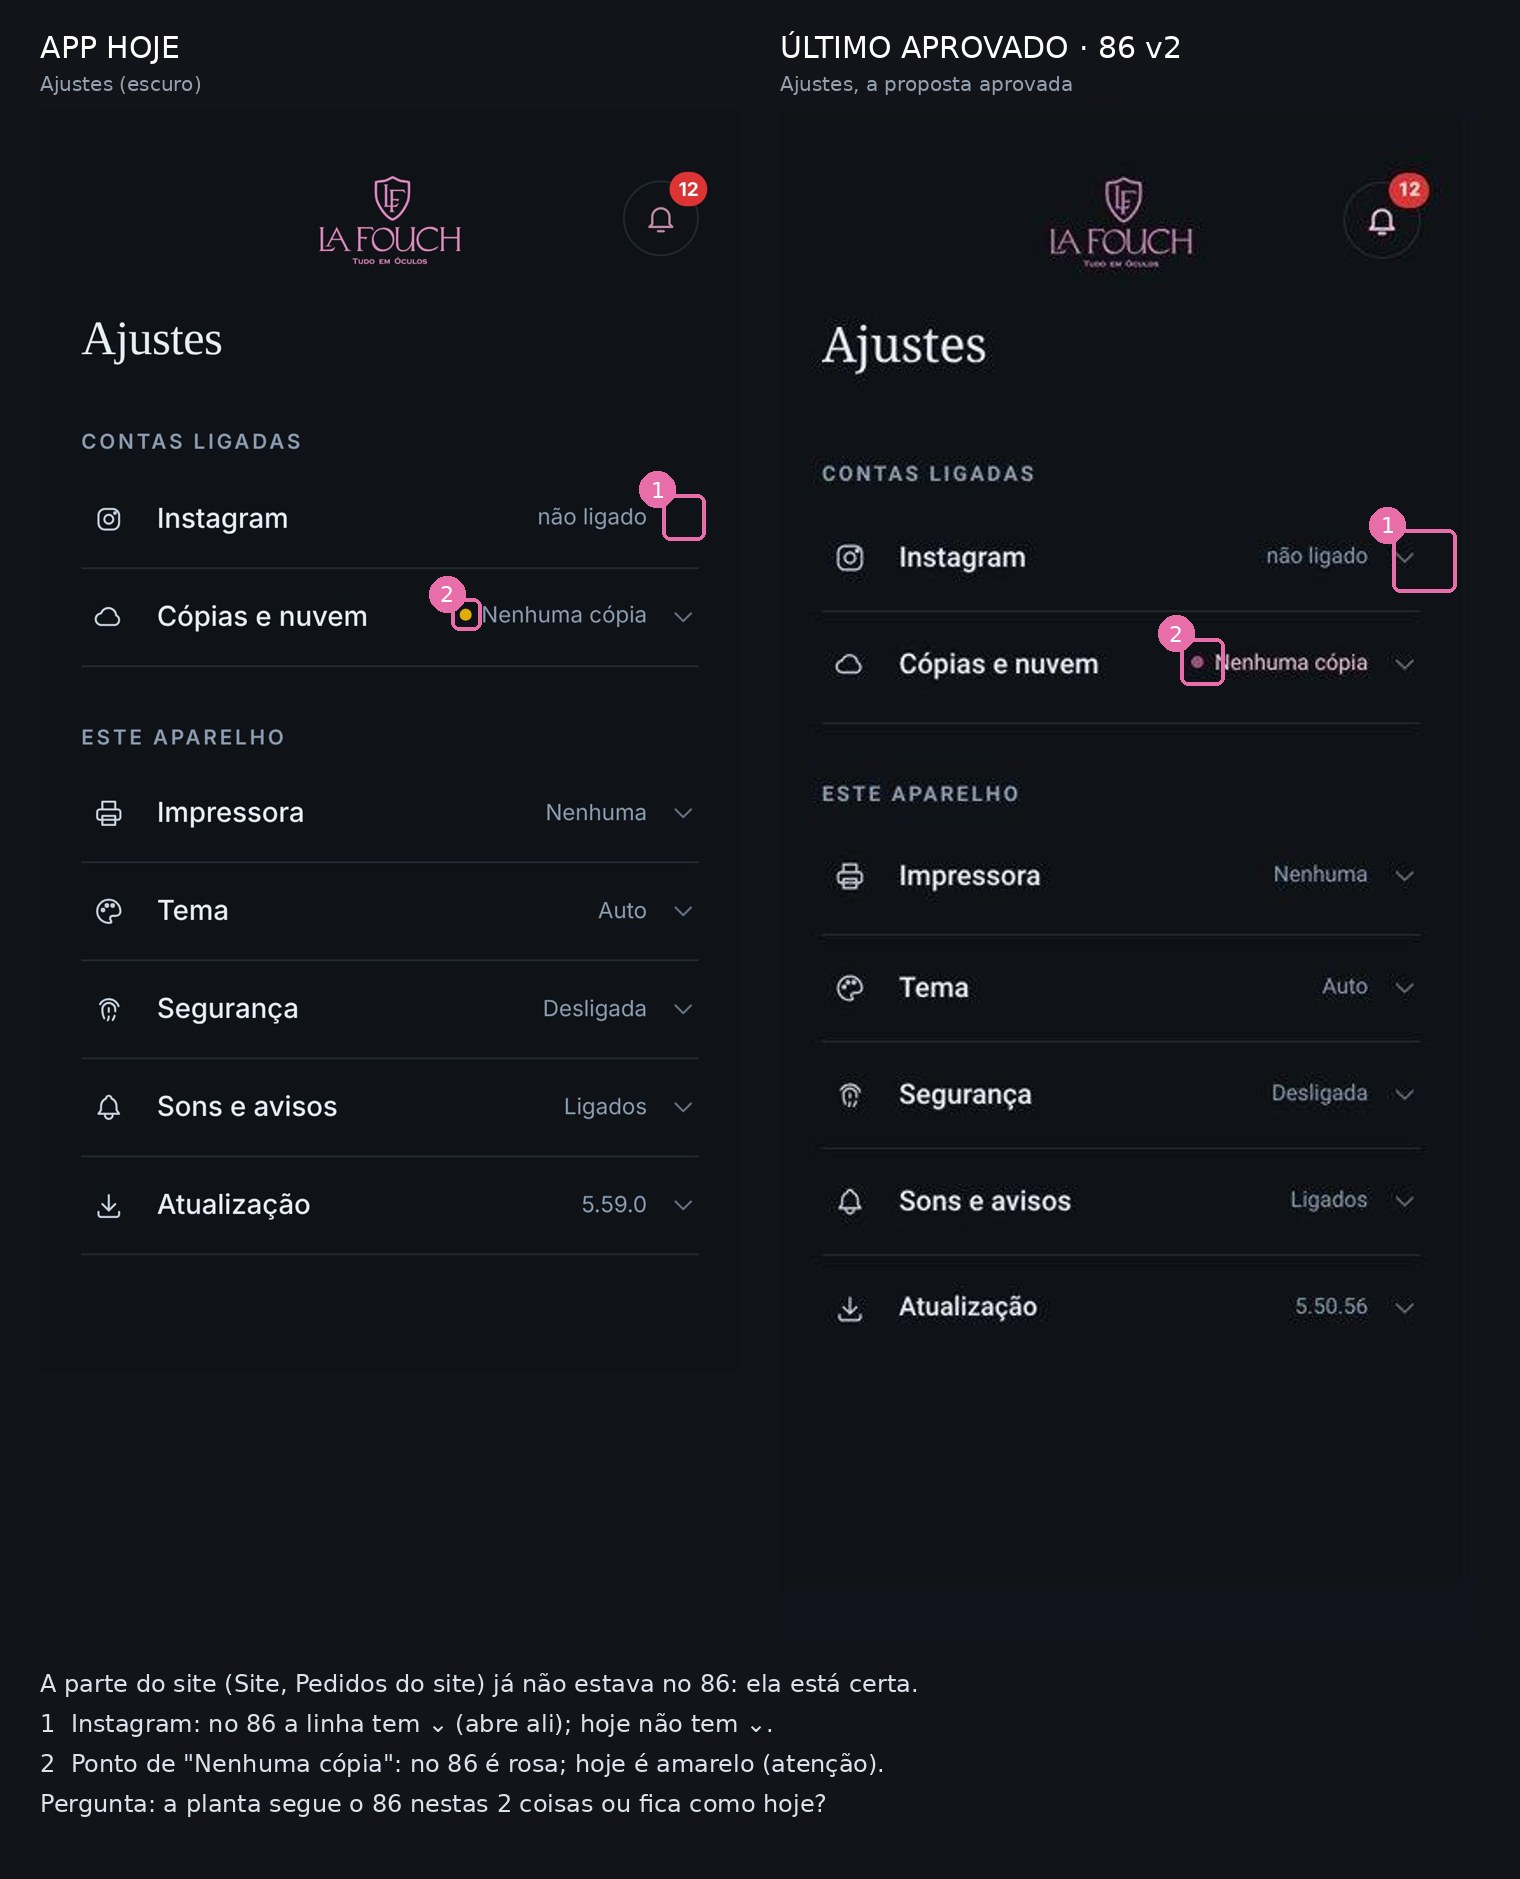 APP HOJE
Ajustes (escuro)
12
LF
LA FOUCH
TUDO EM ÓCULOS
Ajustes
CONTAS LIGADAS
1
Instagram
não ligado
2
Cópias e nuvem
Nenhuma cópia
ESTE APARELHO
Impressora
Nenhuma
Tema
Auto
Segurança
Desligada
Sons e avisos
Ligados
Atualização
5.59.0
ÚLTIMO APROVADO · 86 v2
Ajustes, a proposta aprovada
12
LF
LA FOUCH
TUDO EM ÓCULOS
Ajustes
CONTAS LIGADAS
1
Instagram
não ligado
2
Cópias e nuvem
Nenhuma cópia
ESTE APARELHO
Impressora
Nenhuma
Tema
Auto
Segurança
Desligada
Sons e avisos
Ligados
Atualização
5.50.56
A parte do site (Site, Pedidos do site) já não estava no 86: ela está certa.
1 Instagram: no 86 a linha tem ⌄ (abre ali); hoje não tem ⌄.
2 Ponto de "Nenhuma cópia": no 86 é rosa; hoje é amarelo (atenção).
Pergunta: a planta segue o 86 nestas 2 coisas ou fica como hoje?